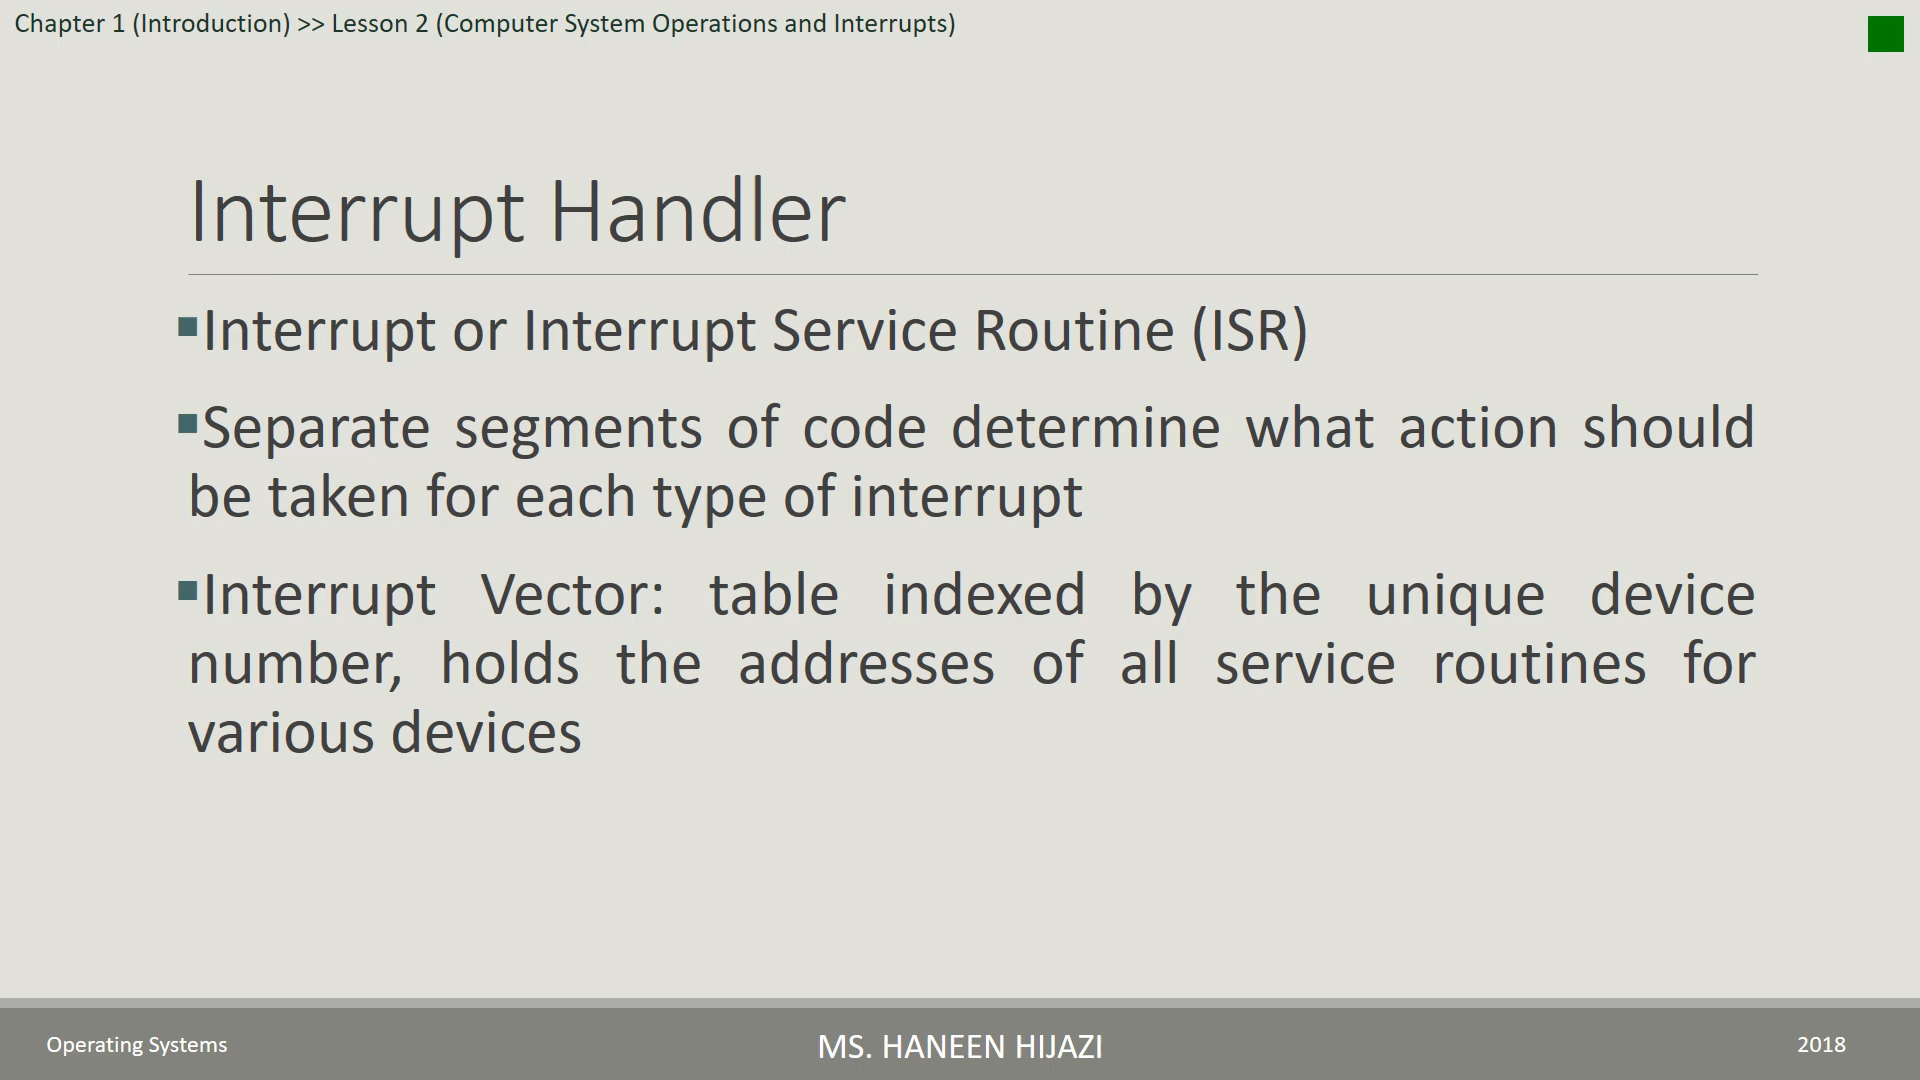 Chapter 1 (Introduction) >> Lesson 2 (Computer System Operations and Interrupts)
Interrupt Handler
▪Interrupt or Interrupt Service Routine (ISR)
▪Separate segments of code determine what action should
be taken for each type of interrupt
▪Interrupt Vector: table indexed by the unique device
number, holds the addresses of all service routines for
various devices
Operating Systems
MS. HANEEN HIJAZI
2018